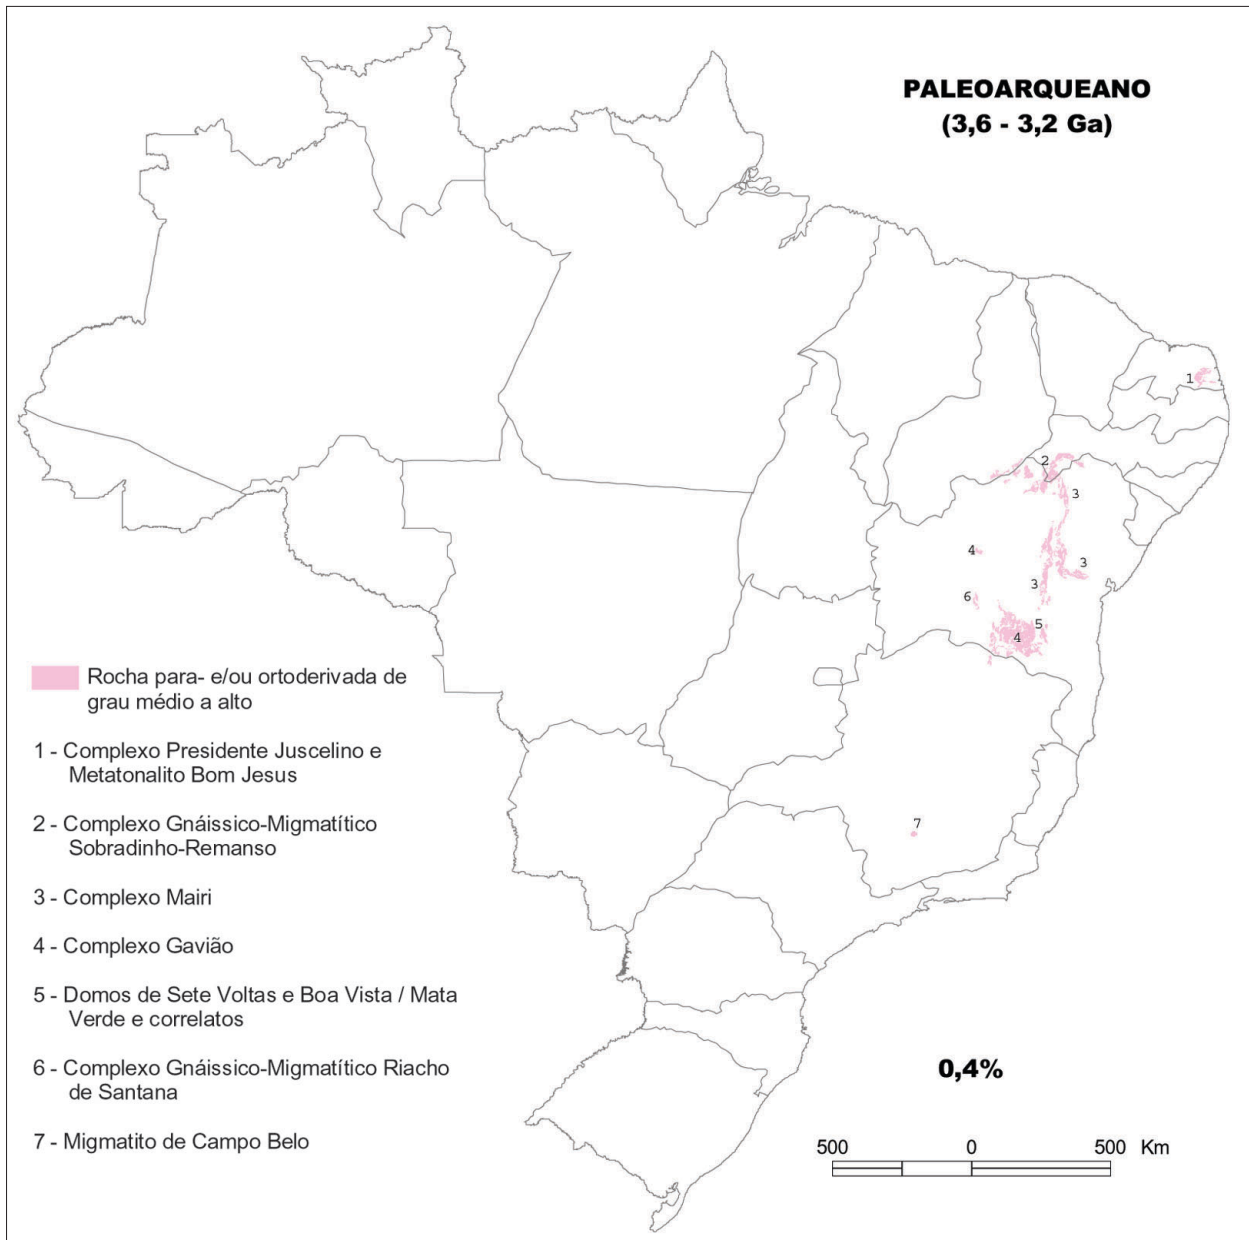 PALEOARQUEANO
(3,6 - 3,2 Ga)
1
2
3
4
3
3
6
5
4
7
Rocha para- e/ou ortoderivada de
grau médio a alto
1 - Complexo Presidente Juscelino e
Metatonalito Bom Jesus
2 - Complexo Gnáissico-Migmatítico
Sobradinho-Remanso
3 - Complexo Mairi
4 - Complexo Gavião
5 - Domos de Sete Voltas e Boa Vista / Mata
Verde e correlatos
6 - Complexo Gnáissico-Migmatítico Riacho
de Santana
7 - Migmatito de Campo Belo
0,4%
500 0 500 Km